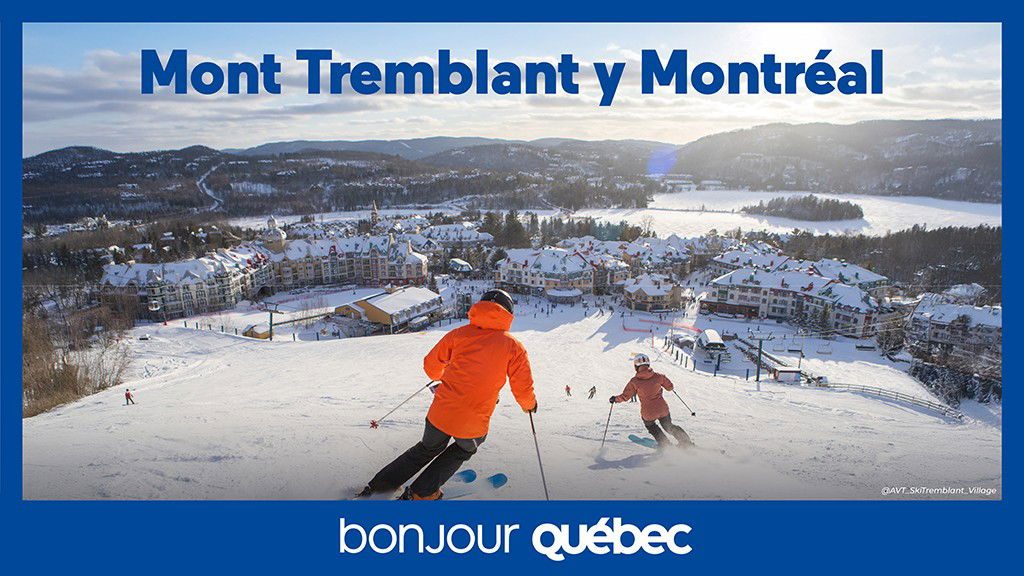 Mont Tremblant y Montréal
@AVT_SkiTremblant_Village
bonjour québec